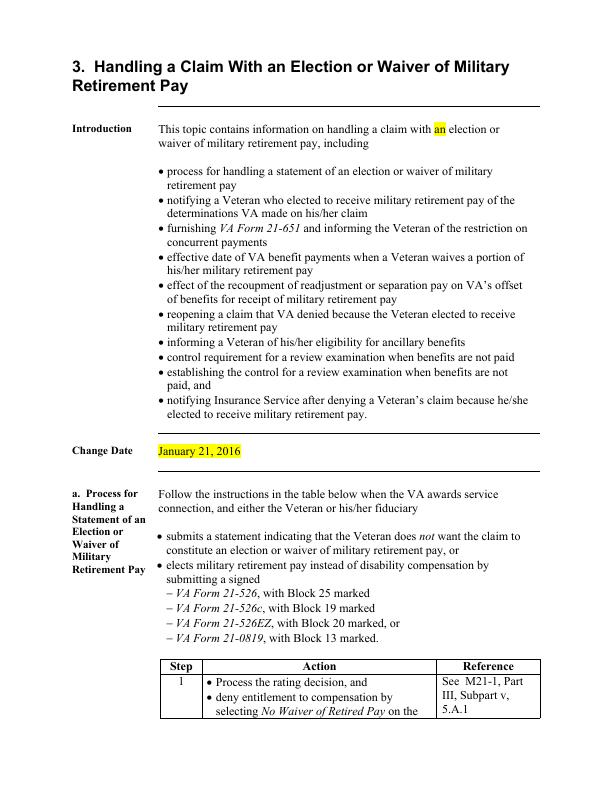 3. Handling a Claim With an Election or Waiver of Military
Retirement Pay
Introduction
This topic contains information on handling a claim with an election or
waiver of military retirement pay, including
• process for handling a statement of an election or waiver of military
retirement pay
• notifying a Veteran who elected to receive military retirement pay of the
determinations VA made on his/her claim
• furnishing VA Form 21-651 and informing the Veteran of the restriction on
concurrent payments
• effective date of VA benefit payments when a Veteran waives a portion of
his/her military retirement pay
• effect of the recoupment of readjustment or separation pay on VA’s offset
of benefits for receipt of military retirement pay
• reopening a claim that VA denied because the Veteran elected to receive
military retirement pay
• informing a Veteran of his/her eligibility for ancillary benefits
• control requirement for a review examination when benefits are not paid
• establishing the control for a review examination when benefits are not
paid, and
• notifying Insurance Service after denying a Veteran’s claim because he/she
elected to receive military retirement pay.
Change Date
January 21, 2016
a. Process for
Handling a
Statement of an
Election or
Waiver of
Military
Retirement Pay
Follow the instructions in the table below when the VA awards service
connection, and either the Veteran or his/her fiduciary
• submits a statement indicating that the Veteran does not want the claim to
constitute an election or waiver of military retirement pay, or
• elects military retirement pay instead of disability compensation by
submitting a signed
− VA Form 21-526, with Block 25 marked
− VA Form 21-526c, with Block 19 marked
− VA Form 21-526EZ, with Block 20 marked, or
− VA Form 21-0819, with Block 13 marked.
Step Action Reference
1
• Process the rating decision, and
• deny entitlement to compensation by
selecting No Waiver of Retired Pay on the
See M21-1, Part
III, Subpart v,
5.A.1